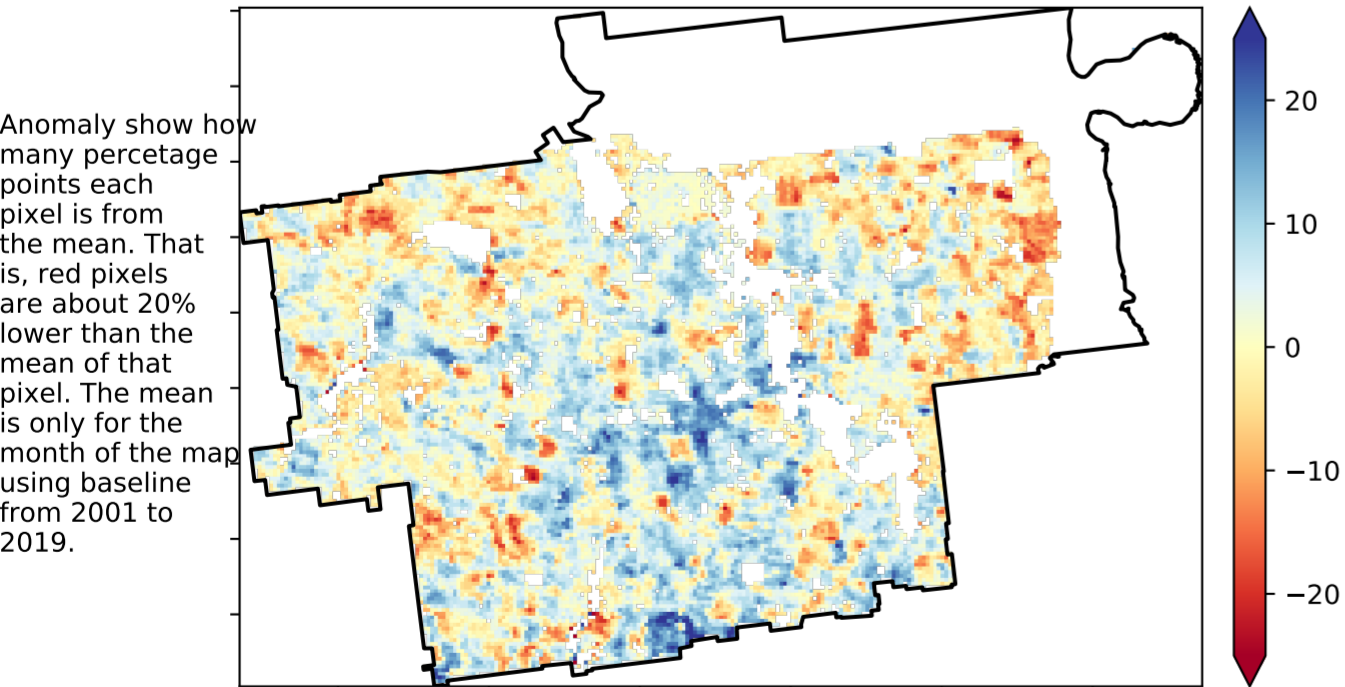 Anomaly show how
many percetage
points each
pixel is from
the mean. That
is, red pixels
are about 20%
lower than the
mean of that
pixel. The mean
is only for the
month of the map
using baseline
from 2001 to
2019.
20
10
0
−10
−20